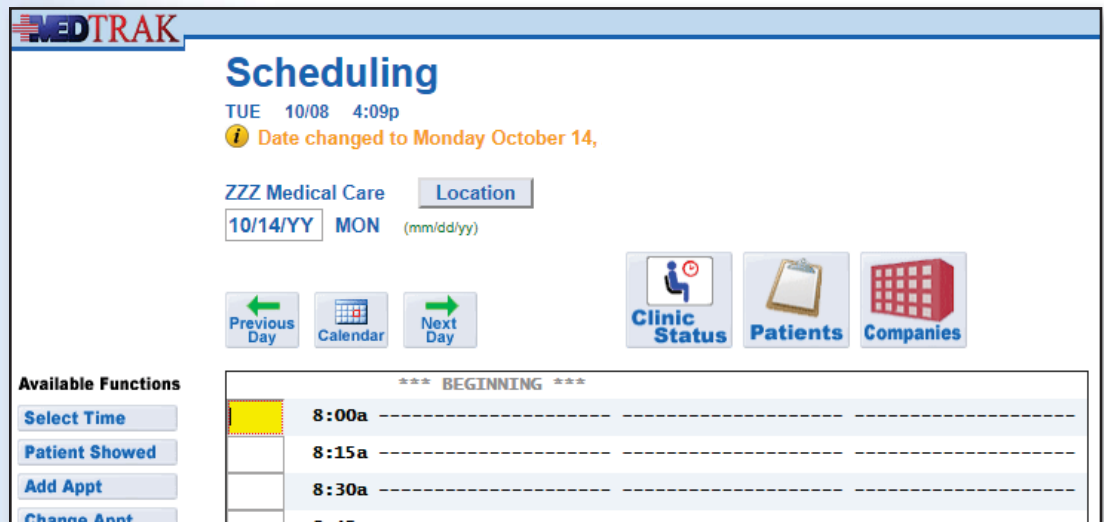 MEDTRAK
Scheduling
TUE 10/08 4:09p
i Date changed to Monday October 14,
ZZZ Medical Care Location
10/14/YY MON (mm/dd/yy)
Previous Day
Calendar
Next Day
Clinic Status
Patients
Companies
Available Functions
Select Time
Patient Showed
Add Appt
Change Appt
*** BEGINNING ***
8:00a --------------------- -------------------- --------------------
8:15a --------------------- -------------------- --------------------
8:30a --------------------- -------------------- --------------------